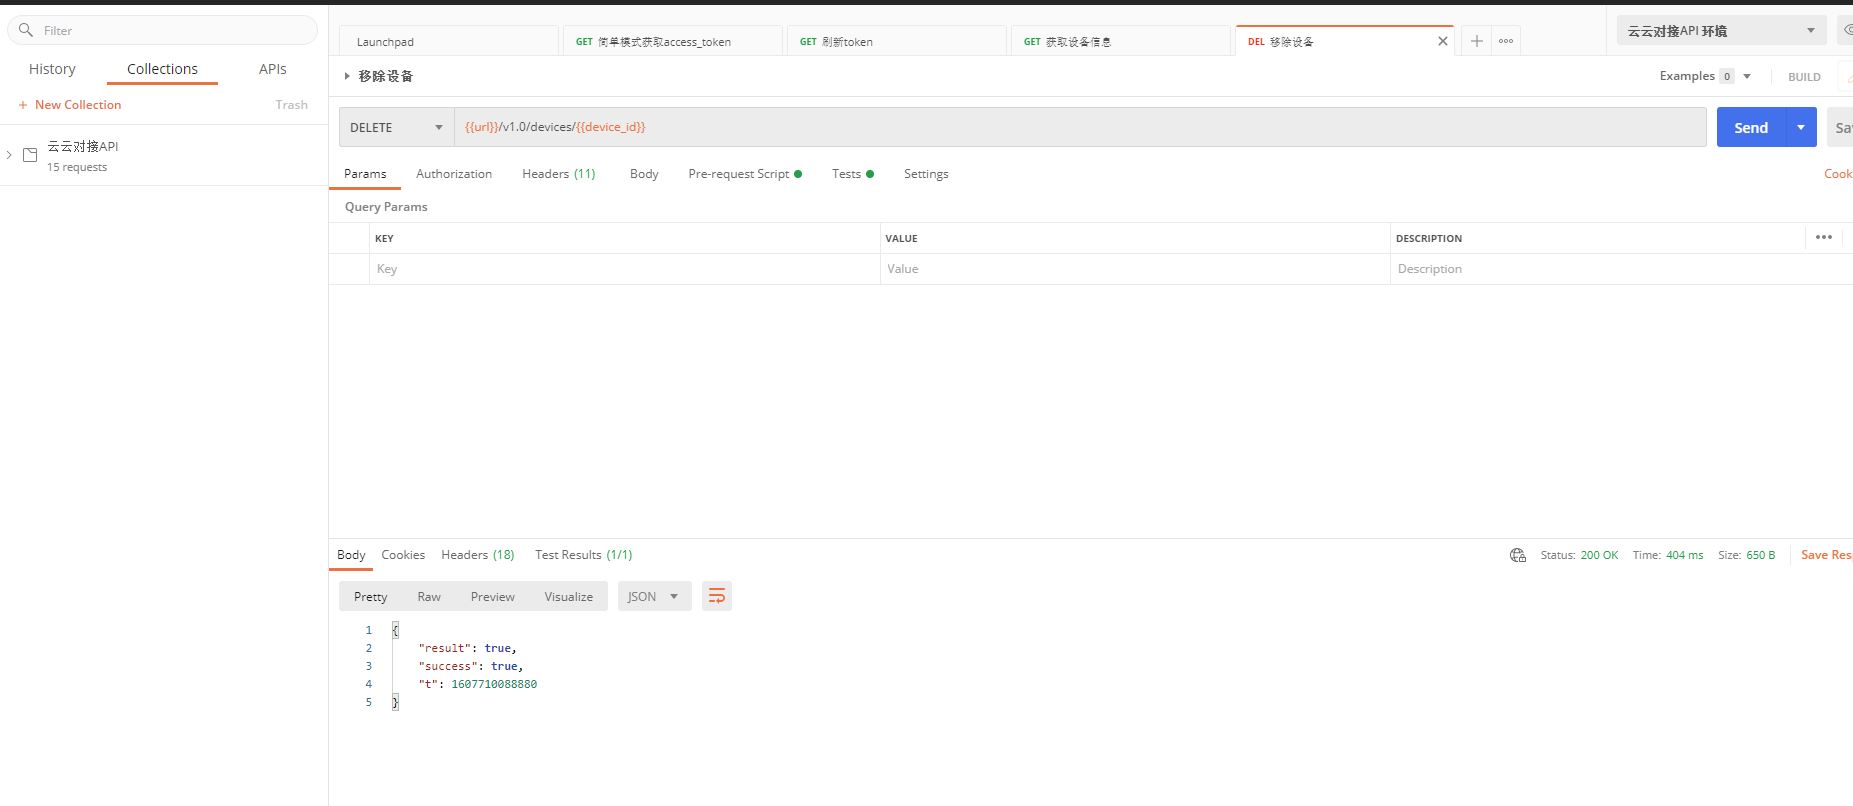 Filter
History Collections APIs
+ New Collection Trash
云云对接API
15 requests
Launchpad GET 简单模式获取access_token GET 刷新token GET 获取设备信息 DEL 移除设备 云云对接API 环境
移除设备 Examples 0 BUILD
DELETE {{url}}/v1.0/devices/{{device_id}} Send Sa
Params Authorization Headers (11) Body Pre-request Script Tests Settings Cook
Query Params
KEY VALUE DESCRIPTION
Key Value Description
Body Cookies Headers (18) Test Results (1/1) Status: 200 OK Time: 404 ms Size: 650 B Save Res
Pretty Raw Preview Visualize JSON
1 {
2 "result": true,
3 "success": true,
4 "t": 1607710088880
5 }